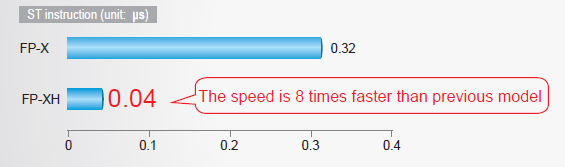 ST instruction (unit: μs)
FP-X 0.32
FP-XH 0.04 The speed is 8 times faster than previous model
0 0.1 0.2 0.3 0.4